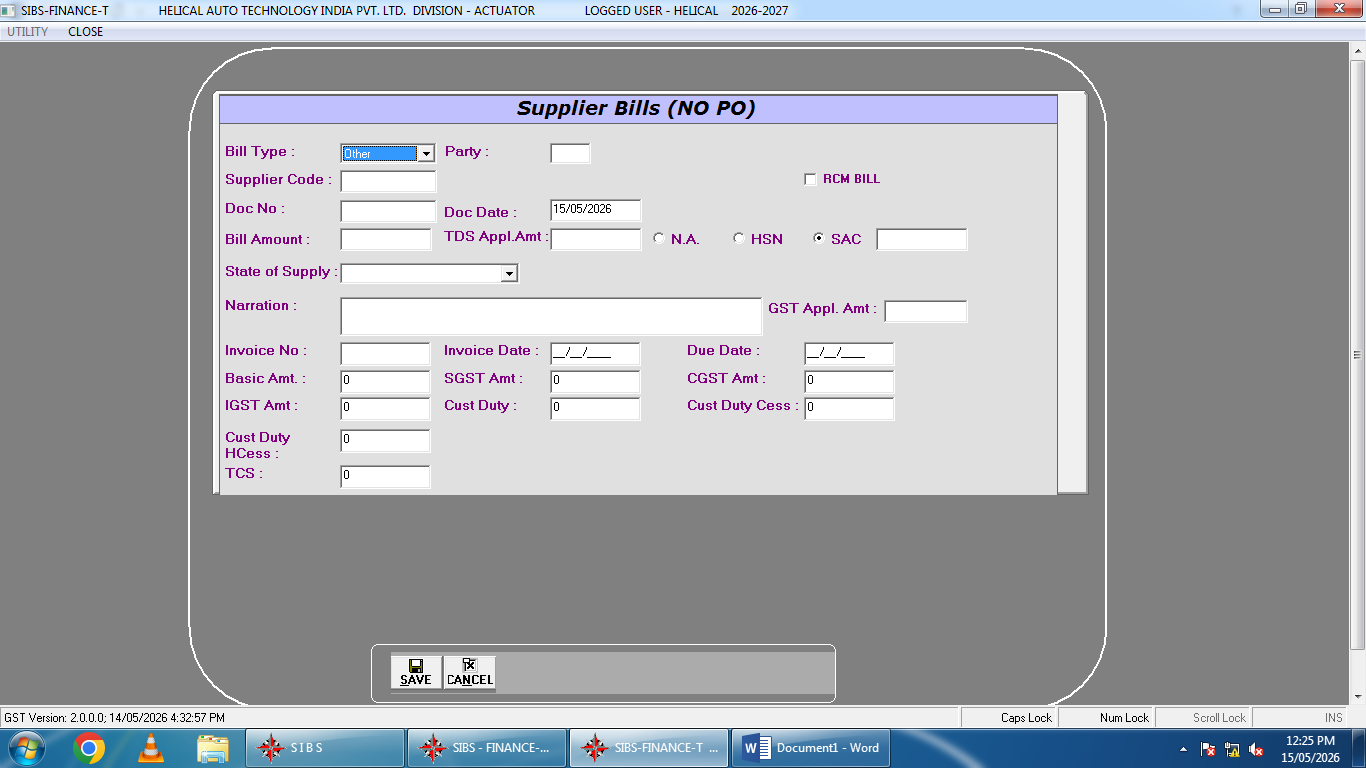 SIBS-FINANCE-T HELICAL AUTO TECHNOLOGY INDIA PVT. LTD. DIVISION - ACTUATOR LOGGED USER - HELICAL 2026-2027
UTILITY CLOSE
Supplier Bills (NO PO)
Bill Type : Other Party :
Supplier Code : RCM BILL
Doc No : Doc Date : 15/05/2026
Bill Amount : TDS Appl.Amt : N.A. HSN SAC
State of Supply :
Narration : GST Appl. Amt :
Invoice No : Invoice Date : __/__/____ Due Date : __/__/____
Basic Amt. : 0 SGST Amt : 0 CGST Amt : 0
IGST Amt : 0 Cust Duty : 0 Cust Duty Cess : 0
Cust Duty
HCess : 0
TCS : 0
SAVE CANCEL
GST Version: 2.0.0.0; 14/05/2026 4:32:57 PM Caps Lock Num Lock Scroll Lock INS
S I B S SIBS - FINANCE-... SIBS-FINANCE-T ... Document1 - Word 12:25 PM
15/05/2026